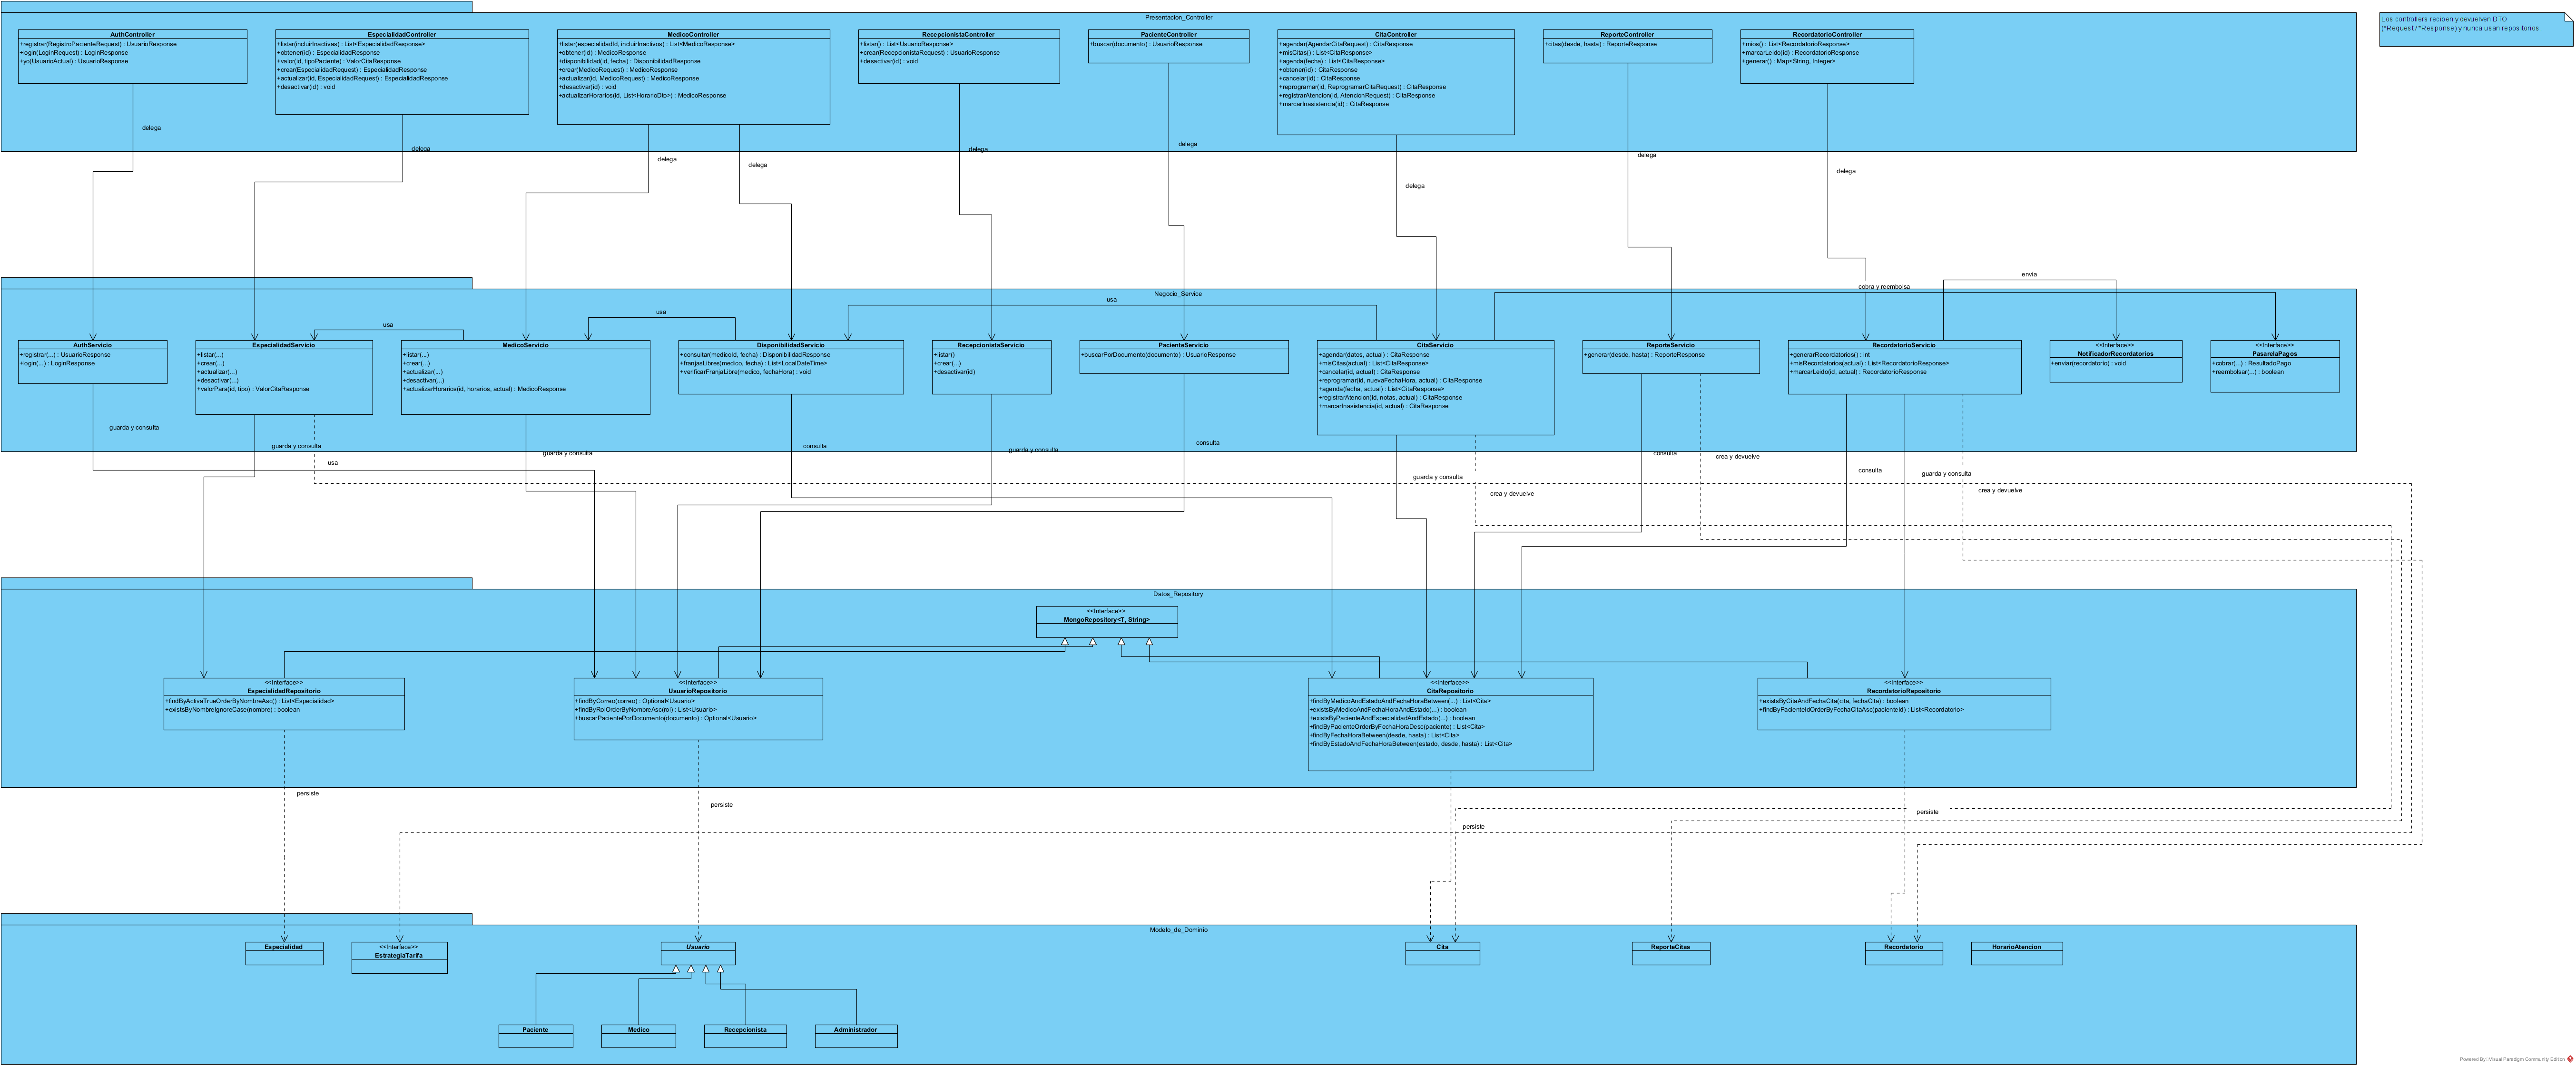 Presentacion_Controller
AuthController
+registrar(RegistroPacienteRequest) : UsuarioResponse
+login(LoginRequest) : LoginResponse
+yo(UsuarioActual) : UsuarioResponse
EspecialidadController
+listar(incluirInactivas) : List<EspecialidadResponse>
+obtener(id) : EspecialidadResponse
+valor(id, tipoPaciente) : ValorCitaResponse
+crear(EspecialidadRequest) : EspecialidadResponse
+actualizar(id, EspecialidadRequest) : EspecialidadResponse
+desactivar(id) : void
MedicoController
+listar(especialidadId, incluirInactivos) : List<MedicoResponse>
+obtener(id) : MedicoResponse
+disponibilidad(id, fecha) : DisponibilidadResponse
+crear(MedicoRequest) : MedicoResponse
+actualizar(id, MedicoRequest) : MedicoResponse
+desactivar(id) : void
+actualizarHorarios(id, List<HorarioDto>) : MedicoResponse
RecepcionistaController
+listar() : List<UsuarioResponse>
+crear(RecepcionistaRequest) : UsuarioResponse
+desactivar(id) : void
PacienteController
+buscar(documento) : UsuarioResponse
CitaController
+agendar(AgendarCitaRequest) : CitaResponse
+misCitas() : List<CitaResponse>
+agenda(fecha) : List<CitaResponse>
+obtener(id) : CitaResponse
+cancelar(id) : CitaResponse
+reprogramar(id, ReprogramarCitaRequest) : CitaResponse
+registrarAtencion(id, AtencionRequest) : CitaResponse
+marcarInasistencia(id) : CitaResponse
ReporteController
+citas(desde, hasta) : ReporteResponse
RecordatorioController
+mios() : List<RecordatorioResponse>
+marcarLeido(id) : RecordatorioResponse
+generar() : Map<String, Integer>
Los controllers reciben y devuelven DTO
(*Request / *Response) y nunca usan repositorios.
delega
delega
delega
delega
delega
delega
delega
delega
delega
Negocio_Service
usa
usa
usa
cobra y reembolsa
envia
AuthServicio
+registrar(...) : UsuarioResponse
+login(...) : LoginResponse
EspecialidadServicio
+listar(...)
+crear(...)
+actualizar(...)
+desactivar(...)
+valorPara(id, tipo) : ValorCitaResponse
MedicoServicio
+listar(...)
+crear(...)
+actualizar(...)
+desactivar(...)
+actualizarHorarios(id, horarios, actual) : MedicoResponse
DisponibilidadServicio
+consultar(medicoId, fecha) : DisponibilidadResponse
+franjasLibres(medico, fecha) : List<LocalDateTime>
+verificarFranjaLibre(medico, fechaHora) : void
RecepcionistaServicio
+listar()
+crear(...)
+desactivar(id)
PacienteServicio
+buscarPorDocumento(documento) : UsuarioResponse
CitaServicio
+agendar(datos, actual) : CitaResponse
+misCitas(actual) : List<CitaResponse>
+cancelar(id, actual) : CitaResponse
+reprogramar(id, nuevaFechaHora, actual) : CitaResponse
+agenda(fecha, actual) : List<CitaResponse>
+registrarAtencion(id, notas, actual) : CitaResponse
+marcarInasistencia(id, actual) : CitaResponse
ReporteServicio
+generar(desde, hasta) : ReporteResponse
RecordatorioServicio
+generarRecordatorios() : int
+misRecordatorios(actual) : List<RecordatorioResponse>
+marcarLeido(id, actual) : RecordatorioResponse
<<Interface>>
NotificadorRecordatorios
+enviar(recordatorio) : void
<<Interface>>
PasarelaPagos
+cobrar(...) : ResultadoPago
+reembolsar(...) : boolean
guarda y consulta
guarda y consulta
usa
guarda y consulta
consulta
guarda y consulta
consulta
guarda y consulta
crea y devuelve
consulta
crea y devuelve
consulta
guarda y consulta
crea y devuelve
Datos_Repository
<<Interface>>
MongoRepository<T, String>
<<Interface>>
EspecialidadRepositorio
+findByActivaTrueOrderByNombreAsc() : List<Especialidad>
+existsByNombreIgnoreCase(nombre) : boolean
<<Interface>>
UsuarioRepositorio
+findByCorreo(correo) : Optional<Usuario>
+findByRolOrderByNombreAsc(rol) : List<Usuario>
+buscarPacientePorDocumento(documento) : Optional<Usuario>
<<Interface>>
CitaRepositorio
+findByMedicoAndEstadoAndFechaHoraBetween(...) : List<Cita>
+existsByMedicoAndFechaHoraAndEstado(...) : boolean
+existsByPacienteAndEspecialidadAndEstado(...) : boolean
+findByPacienteOrderByFechaHoraDesc(paciente) : List<Cita>
+findByFechaHoraBetween(desde, hasta) : List<Cita>
+findByEstadoAndFechaHoraBetween(estado, desde, hasta) : List<Cita>
<<Interface>>
RecordatorioRepositorio
+existsByCitaAndFechaCita(cita, fechaCita) : boolean
+findByPacienteIdOrderByFechaCitaAsc(pacienteId) : List<Recordatorio>
persiste
persiste
persiste
persiste
Modelo_de_Dominio
Especialidad
<<Interface>>
EstrategiaTarifa
Usuario
Cita
ReporteCitas
Recordatorio
HorarioAtencion
Paciente
Medico
Recepcionista
Administrador
Powered By: Visual Paradigm Community Edition